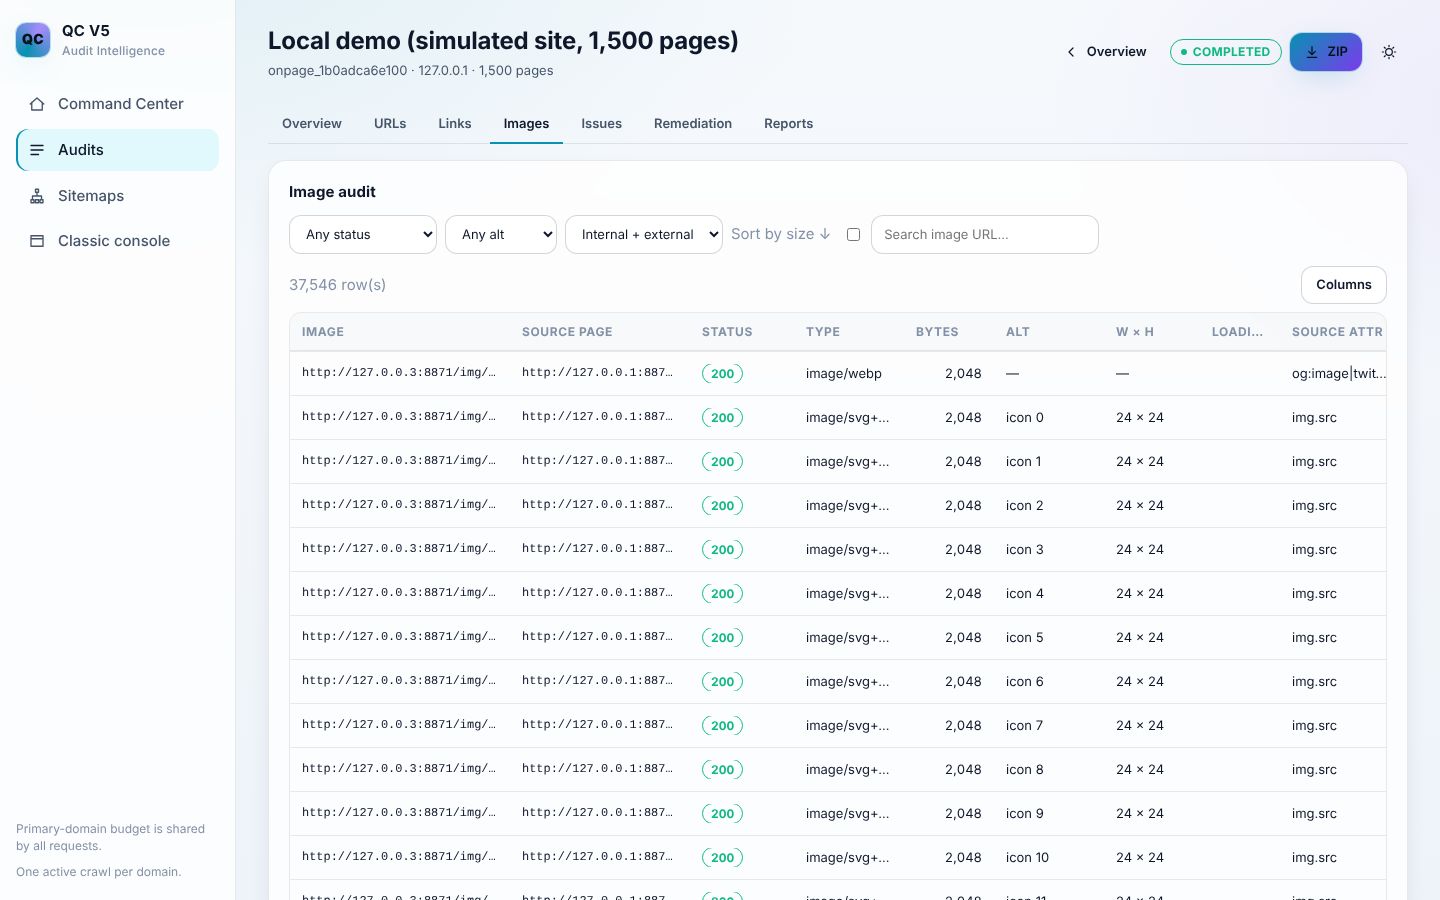 QC
QC V5
Audit Intelligence
Command Center
Audits
Sitemaps
Classic console
Primary-domain budget is shared
by all requests.
One active crawl per domain.
Local demo (simulated site, 1,500 pages)
onpage_1b0adca6e100 · 127.0.0.1 · 1,500 pages
Overview
COMPLETED
ZIP
Overview URLs Links Images Issues Remediation Reports
Image audit
Any status Any alt Internal + external Sort by size ↓ Search image URL...
37,546 row(s)
Columns
IMAGE SOURCE PAGE STATUS TYPE BYTES ALT W × H LOADI... SOURCE ATTR
http://127.0.0.3:8871/img/… http://127.0.0.1:887… 200 image/webp 2,048 — — og:image|twit...
http://127.0.0.3:8871/img/… http://127.0.0.1:887… 200 image/svg+... 2,048 icon 0 24 × 24 img.src
http://127.0.0.3:8871/img/… http://127.0.0.1:887… 200 image/svg+... 2,048 icon 1 24 × 24 img.src
http://127.0.0.3:8871/img/… http://127.0.0.1:887… 200 image/svg+... 2,048 icon 2 24 × 24 img.src
http://127.0.0.3:8871/img/… http://127.0.0.1:887… 200 image/svg+... 2,048 icon 3 24 × 24 img.src
http://127.0.0.3:8871/img/… http://127.0.0.1:887… 200 image/svg+... 2,048 icon 4 24 × 24 img.src
http://127.0.0.3:8871/img/… http://127.0.0.1:887… 200 image/svg+... 2,048 icon 5 24 × 24 img.src
http://127.0.0.3:8871/img/… http://127.0.0.1:887… 200 image/svg+... 2,048 icon 6 24 × 24 img.src
http://127.0.0.3:8871/img/… http://127.0.0.1:887… 200 image/svg+... 2,048 icon 7 24 × 24 img.src
http://127.0.0.3:8871/img/… http://127.0.0.1:887… 200 image/svg+... 2,048 icon 8 24 × 24 img.src
http://127.0.0.3:8871/img/… http://127.0.0.1:887… 200 image/svg+... 2,048 icon 9 24 × 24 img.src
http://127.0.0.3:8871/img/… http://127.0.0.1:887… 200 image/svg+... 2,048 icon 10 24 × 24 img.src